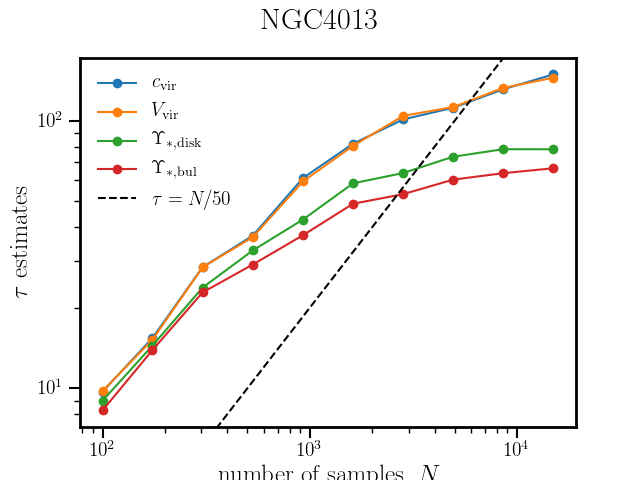 NGC4013
c_vir
V_vir
Υ_*,disk
Υ_*,bul
τ = N/50
τ estimates
10^2
10^1
10^2
10^3
10^4
number of samples, N